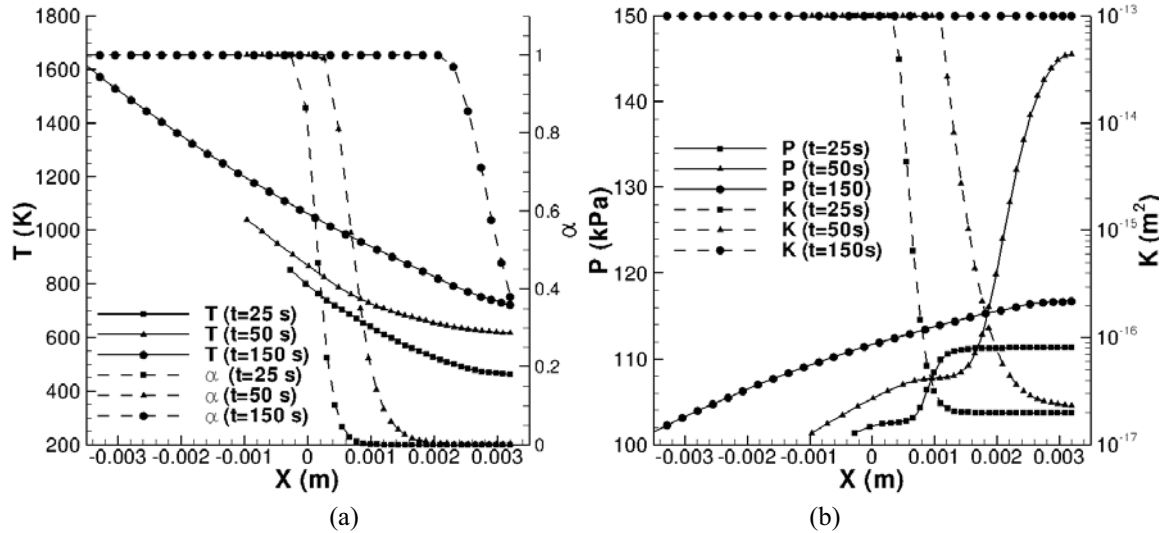 1800
1600
1400
1200
1000
800
600
400
200
T (K)
T (t=25 s)
T (t=50 s)
T (t=150 s)
α (t=25 s)
α (t=50 s)
α (t=150 s)
1
0.8
0.6
0.4
0.2
0
α
-0.003 -0.002 -0.001 0 0.001 0.002 0.003
X (m)
(a)
150
140
130
120
110
100
P (kPa)
P (t=25s)
P (t=50s)
P (t=150)
K (t=25s)
K (t=50s)
K (t=150s)
10-13
10-14
10-15
10-16
10-17
K (m2)
-0.003 -0.002 -0.001 0 0.001 0.002 0.003
X (m)
(b)